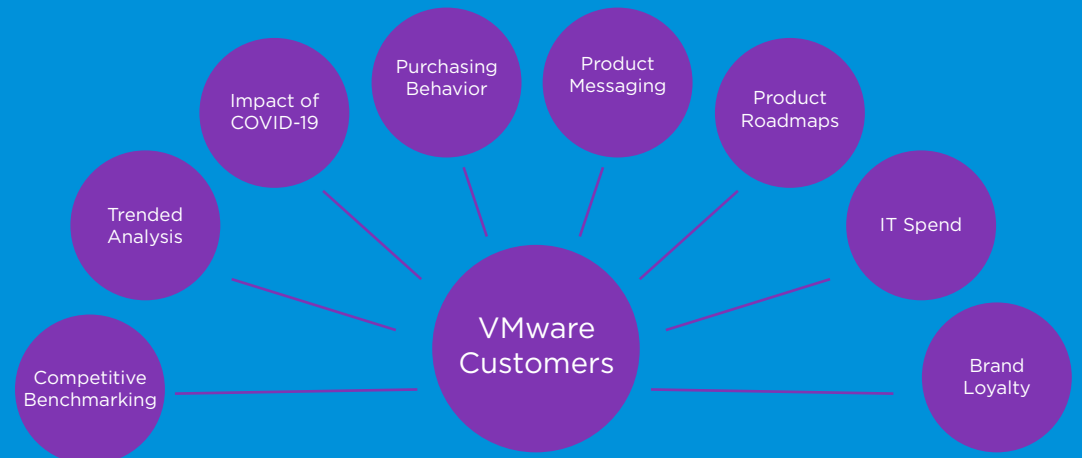 Competitive
Benchmarking
Trended
Analysis
Impact of
COVID-19
Purchasing
Behavior
Product
Messaging
Product
Roadmaps
IT Spend
Brand
Loyalty
VMware
Customers